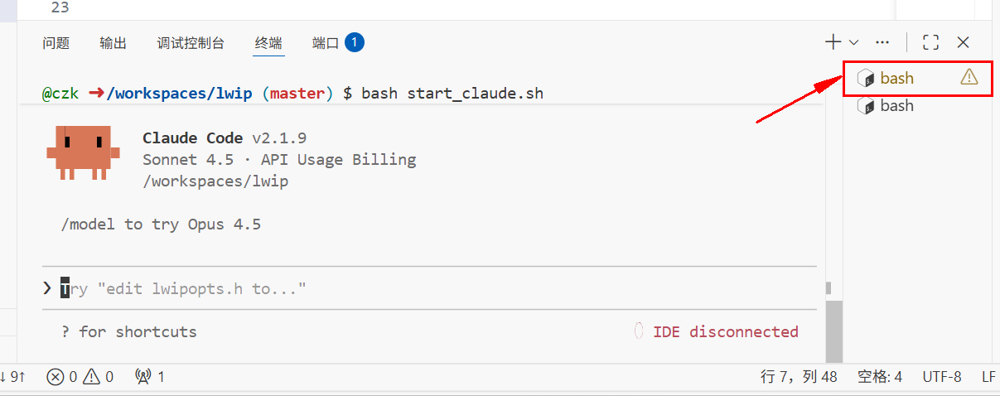 23
问题 输出 调试控制台 终端 端口 1
@czk ➜/workspaces/lwip (master) $ bash start_claude.sh
bash
bash
Claude Code v2.1.9
Sonnet 4.5 · API Usage Billing
/workspaces/lwip
/model to try Opus 4.5
❯ Try "edit lwipopts.h to..."
? for shortcuts
IDE disconnected
↓ 9↑ 0 0 1 行 7，列 48 空格: 4 UTF-8 LF